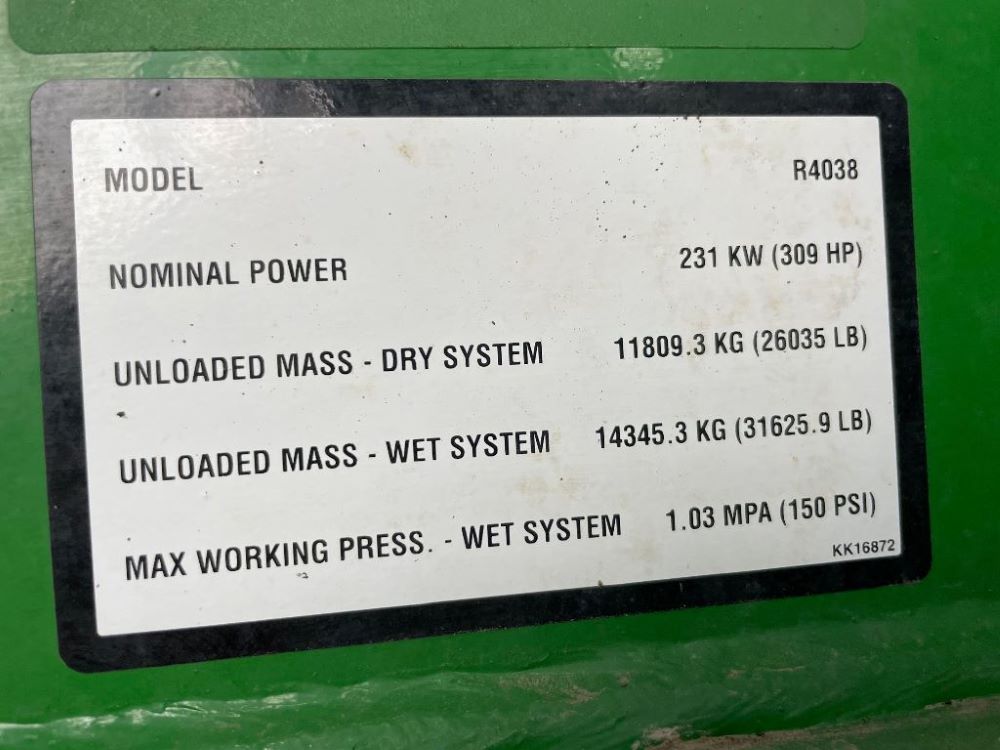 MODEL R4038
NOMINAL POWER 231 KW (309 HP)
UNLOADED MASS - DRY SYSTEM 11809.3 KG (26035 LB)
UNLOADED MASS - WET SYSTEM 14345.3 KG (31625.9 LB)
MAX WORKING PRESS. - WET SYSTEM 1.03 MPA (150 PSI)
KK16872